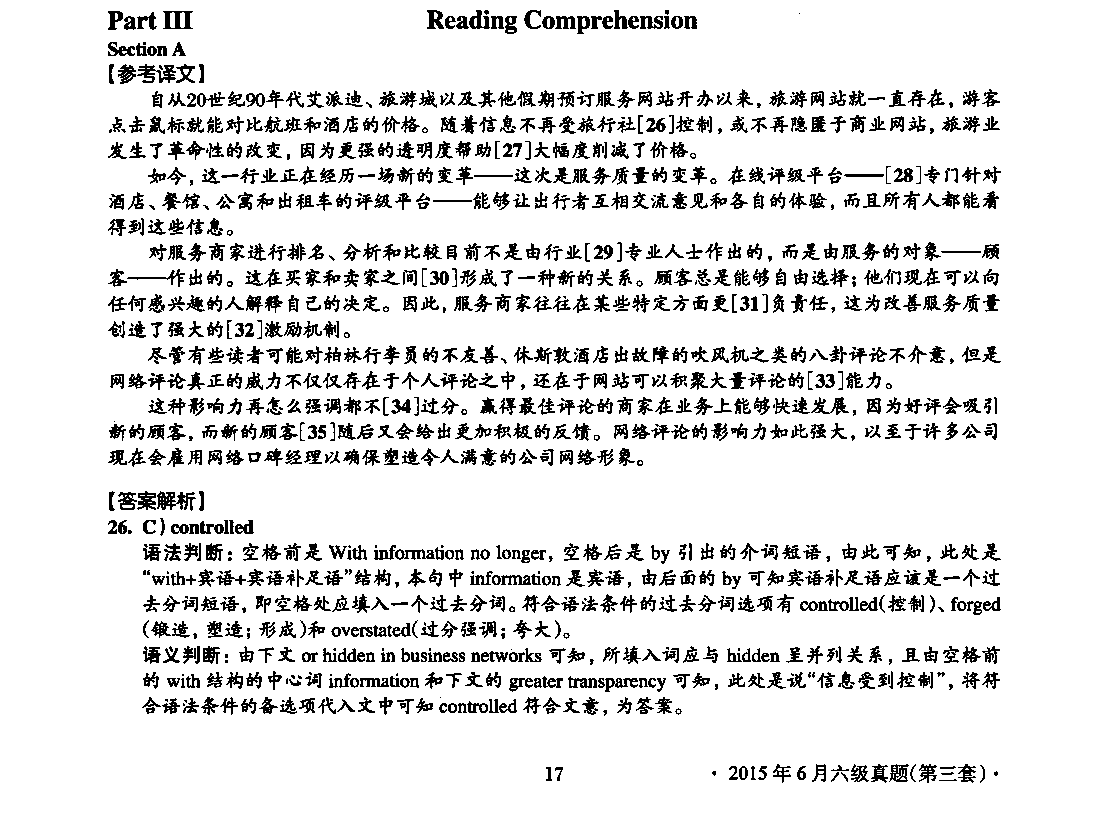 Part III Reading Comprehension
Section A
【参考译文】
自从20世纪90年代艾派迪、旅游城以及其他假期预订服务网站开办以来，旅游网站就一直存在，游客
点击鼠标就能对比航班和酒店的价格。随着信息不再受旅行社[26]控制，或不再隐匿于商业网站，旅游业
发生了革命性的改变，因为更强的透明度帮助[27]大幅度削减了价格。
如今，这一行业正在经历一场新的变革——这次是服务质量的变革。在线评级平台——[28]专门针对
酒店、餐馆、公寓和出租车的评级平台——能够让出行者互相交流意见和各自的体验，而且所有人都能看
得到这些信息。
对服务商家进行排名、分析和比较目前不是由行业[29]专业人士作出的，而是由服务的对象——顾
客——作出的。这在买家和卖家之间[30]形成了一种新的关系。顾客总是能够自由选择；他们现在可以向
任何感兴趣的人解释自己的决定。因此，服务商家往往在某些特定方面更[31]负责任，这为改善服务质量
创造了强大的[32]激励机制。
尽管有些读者可能对柏林行李员的不友善、休斯敦酒店出故障的吹风机之类的八卦评论不介意，但是
网络评论真正的威力不仅仅存在于个人评论之中，还在于网站可以积聚大量评论的[33]能力。
这种影响力再怎么强调都不[34]过分。赢得最佳评论的商家在业务上能够快速发展，因为好评会吸引
新的顾客，而新的顾客[35]随后又会给出更加积极的反馈。网络评论的影响力如此强大，以至于许多公司
现在会雇用网络口碑经理以确保塑造令人满意的公司网络形象。
【答案解析】
26. C) controlled
语法判断：空格前是 With information no longer，空格后是 by 引出的介词短语，由此可知，此处是
“with+宾语+宾语补足语”结构，本句中 information 是宾语，由后面的 by 可知宾语补足语应该是一个过
去分词短语，即空格处应填入一个过去分词。符合语法条件的过去分词选项有 controlled(控制)、forged
(锻造，塑造；形成)和 overstated(过分强调；夸大)。
语义判断：由下文 or hidden in business networks 可知，所填入词应与 hidden 呈并列关系，且由空格前
的 with 结构的中心词 information 和下文的 greater transparency 可知，此处是说“信息受到控制”，将符
合语法条件的备选项代入文中可知 controlled 符合文意，为答案。
17 · 2015 年 6 月六级真题(第三套) ·